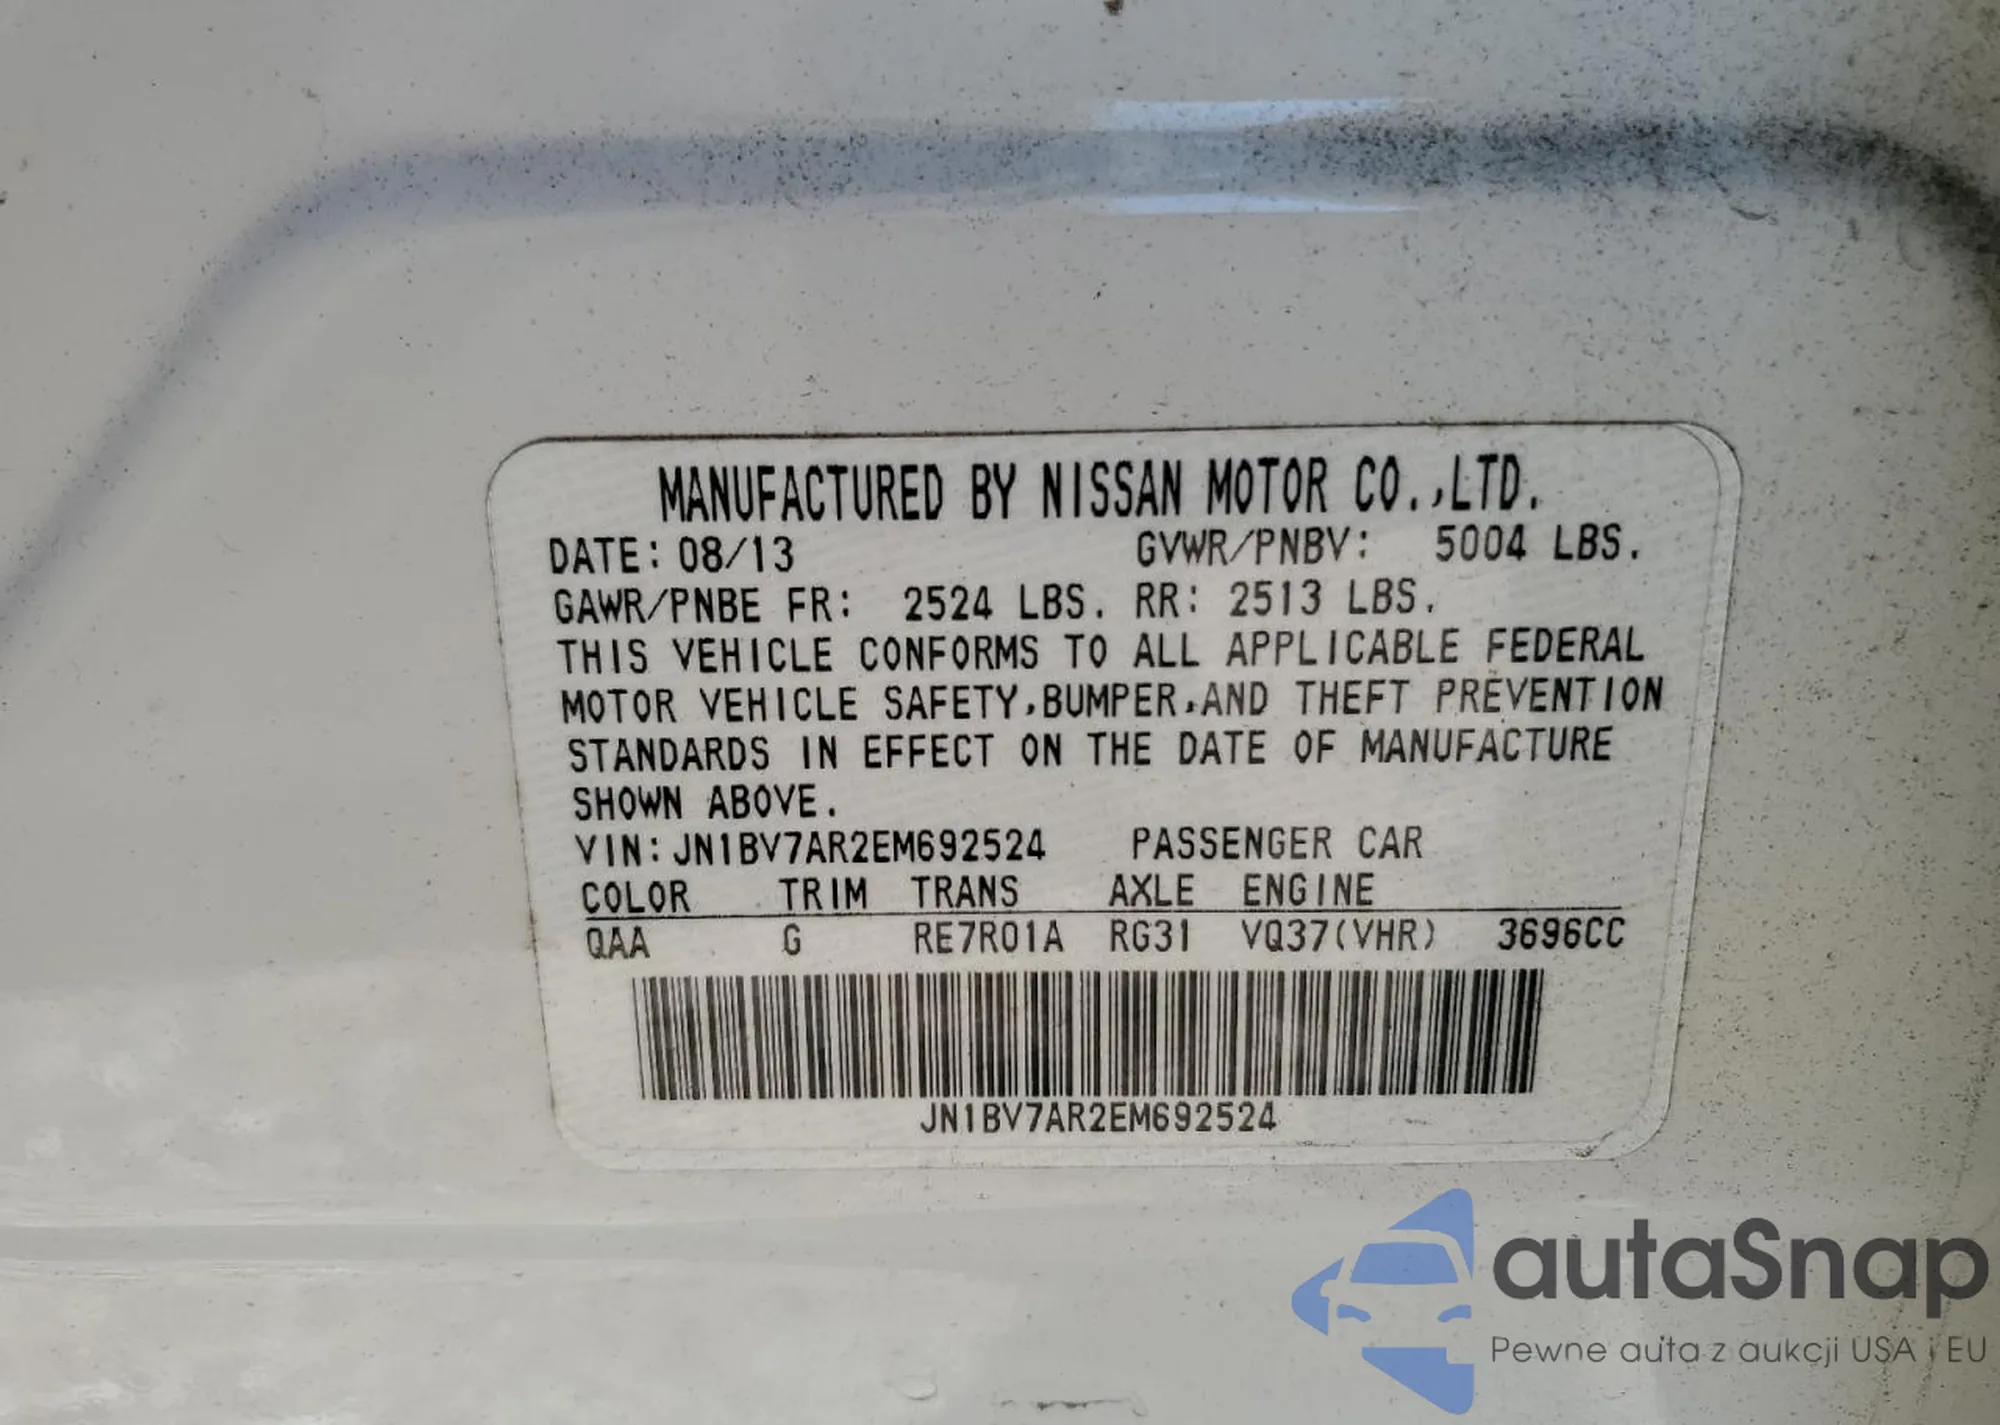 MANUFACTURED BY NISSAN MOTOR CO.,LTD.
DATE: 08/13 GVWR/PNBV: 5004 LBS.
GAWR/PNBE FR: 2524 LBS. RR: 2513 LBS.
THIS VEHICLE CONFORMS TO ALL APPLICABLE FEDERAL
MOTOR VEHICLE SAFETY,BUMPER,AND THEFT PREVENTION
STANDARDS IN EFFECT ON THE DATE OF MANUFACTURE
SHOWN ABOVE.
VIN: JN1BV7AR2EM692524 PASSENGER CAR
COLOR TRIM TRANS AXLE ENGINE
QAA G RE7R01A RG31 VQ37(VHR) 3696CC
JN1BV7AR2EM692524
autaSnap
Pewne auta z aukcji USA i EU